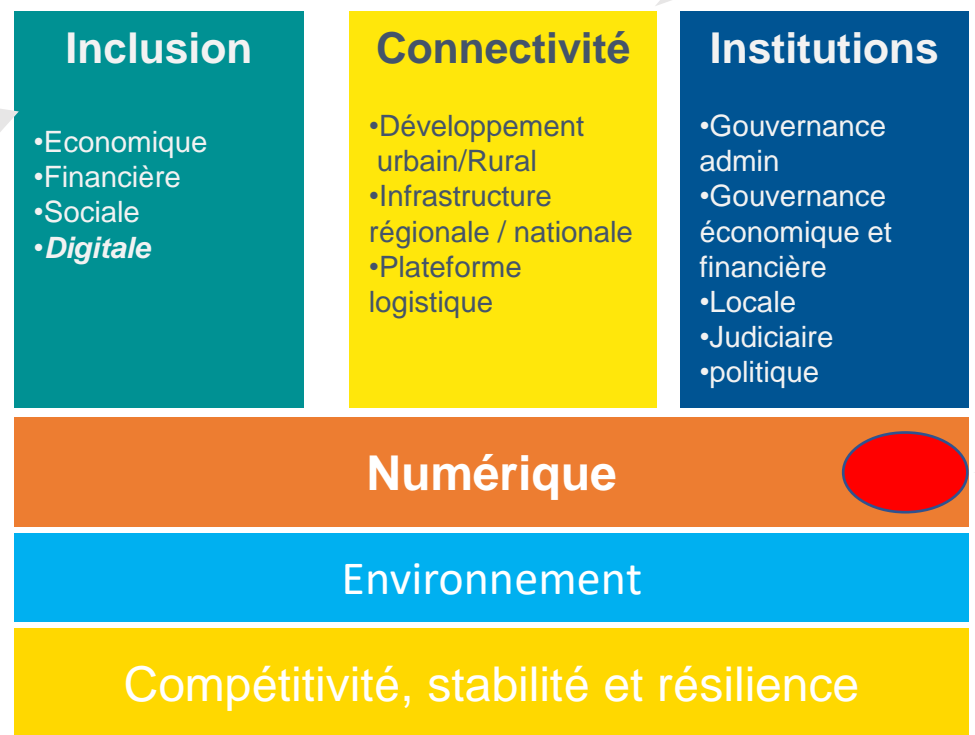 Inclusion
•Economique
•Financière
•Sociale
•Digitale
Connectivité
•Développement
urbain/Rural
•Infrastructure
régionale / nationale
•Plateforme
logistique
Institutions
•Gouvernance
admin
•Gouvernance
économique et
financière
•Locale
•Judiciaire
•politique
Numérique
Environnement
Compétitivité, stabilité et résilience